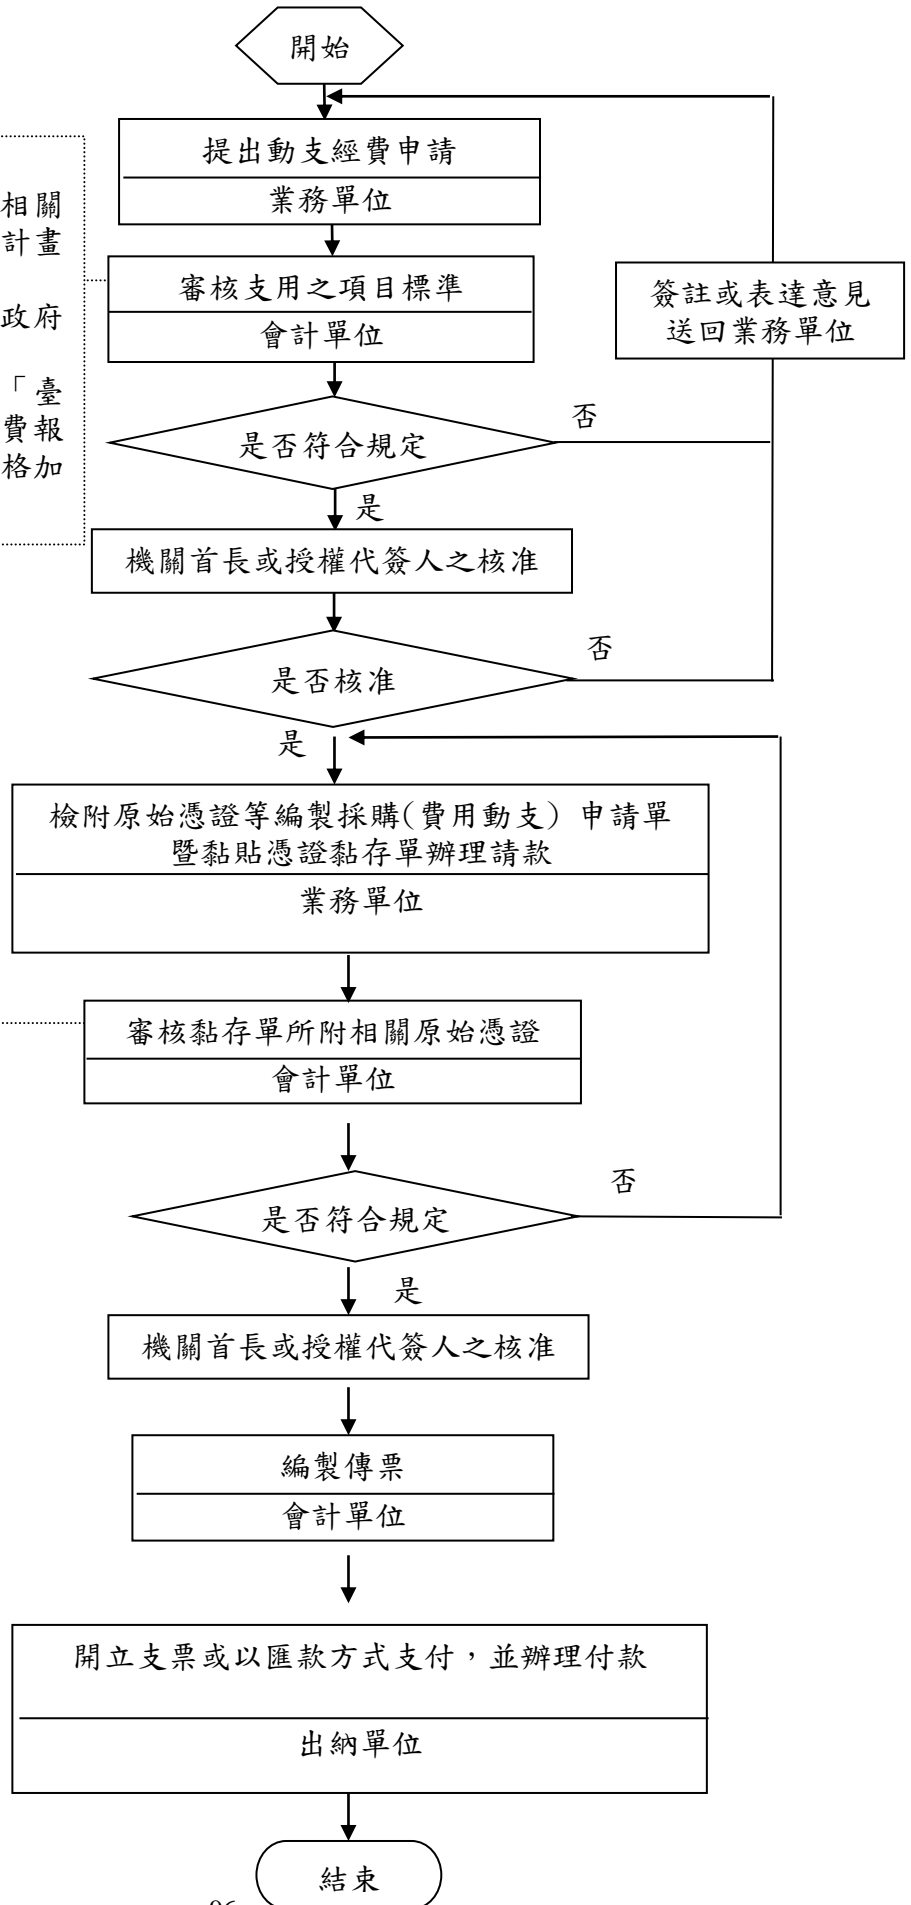 開始
提出動支經費申請
業務單位
相關
計畫
政府
「臺
費報
格加
審核支用之項目標準
會計單位
簽註或表達意見
送回業務單位
是否符合規定
否
是
機關首長或授權代簽人之核准
是否核准
否
是
檢附原始憑證等編製採購(費用動支) 申請單
暨黏貼憑證黏存單辦理請款
業務單位
審核黏存單所附相關原始憑證
會計單位
是否符合規定
否
是
機關首長或授權代簽人之核准
編製傳票
會計單位
開立支票或以匯款方式支付，並辦理付款
出納單位
結束